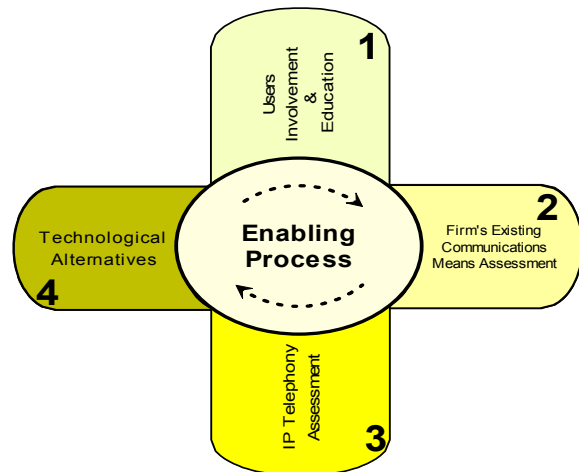 1
Users
Involvement
&
Education
2
Firm's Existing
Communications
Means Assessment
Enabling
Process
Technological
Alternatives
4
IP Telephony
Assessment
3